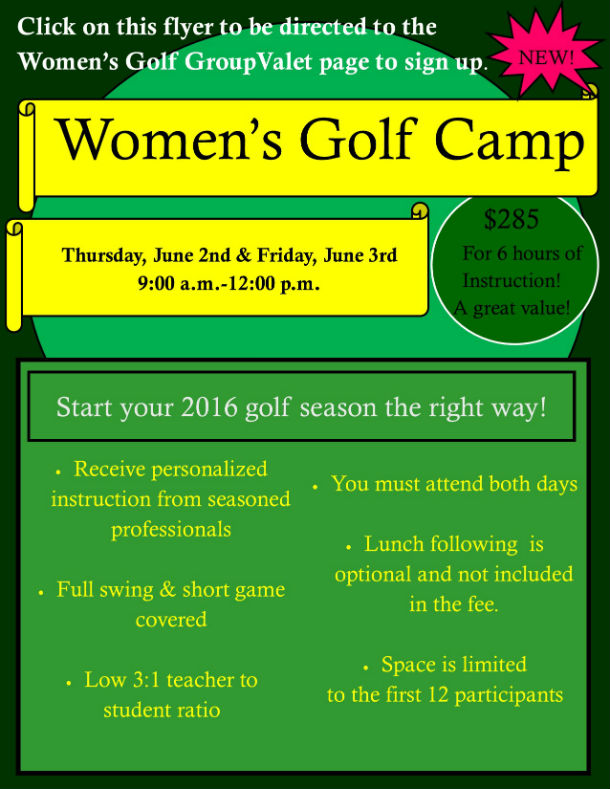 Click on this flyer to be directed to the
Women's Golf GroupValet page to sign up.
NEW!
Women's Golf Camp
$285
For 6 hours of
Instruction!
A great value!
Thursday, June 2nd & Friday, June 3rd
9:00 a.m.-12:00 p.m.
Start your 2016 golf season the right way!
• Receive personalized
instruction from seasoned
professionals
• Full swing & short game
covered
• Low 3:1 teacher to
student ratio
• You must attend both days
• Lunch following is
optional and not included
in the fee.
• Space is limited
to the first 12 participants